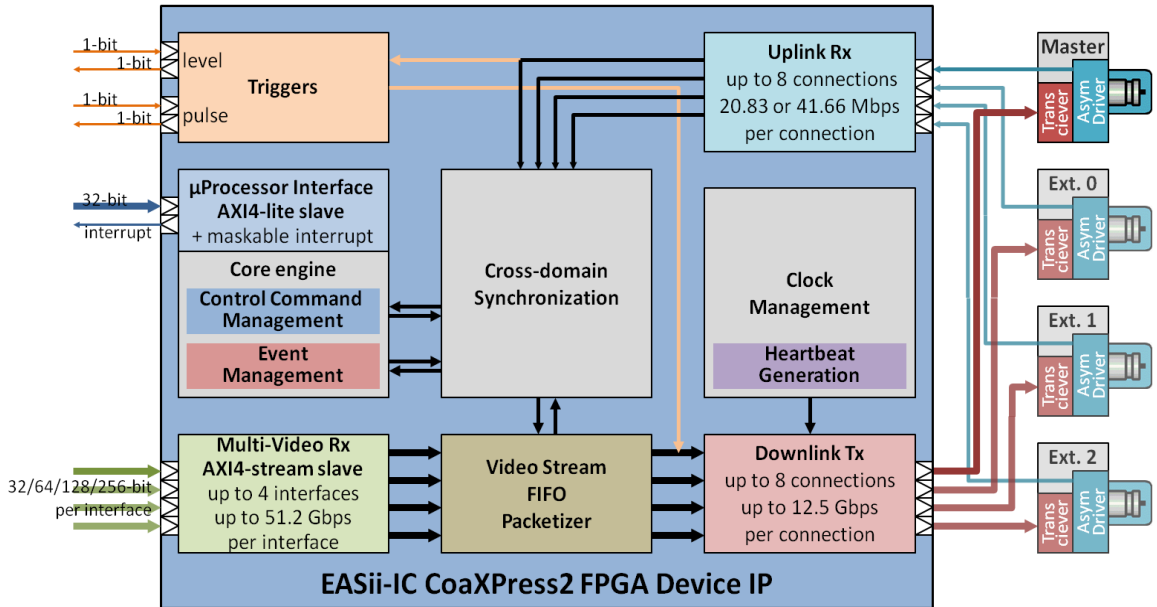 1-bit
1-bit
1-bit
1-bit
level
pulse
Triggers
Uplink Rx
up to 8 connections
20.83 or 41.66 Mbps
per connection
Master
Trans
ciever
Asym
Driver
32-bit
interrupt
µProcessor Interface
AXI4-lite slave
+ maskable interrupt
Core engine
Control Command
Management
Event
Management
Cross-domain
Synchronization
Clock
Management
Heartbeat
Generation
Ext. 0
Trans
ciever
Asym
Driver
Ext. 1
Trans
ciever
Asym
Driver
32/64/128/256-bit
per interface
Multi-Video Rx
AXI4-stream slave
up to 4 interfaces
up to 51.2 Gbps
per interface
Video Stream
FIFO
Packetizer
Downlink Tx
up to 8 connections
up to 12.5 Gbps
per connection
Ext. 2
Trans
ciever
Asym
Driver
EASii-IC CoaXPress2 FPGA Device IP